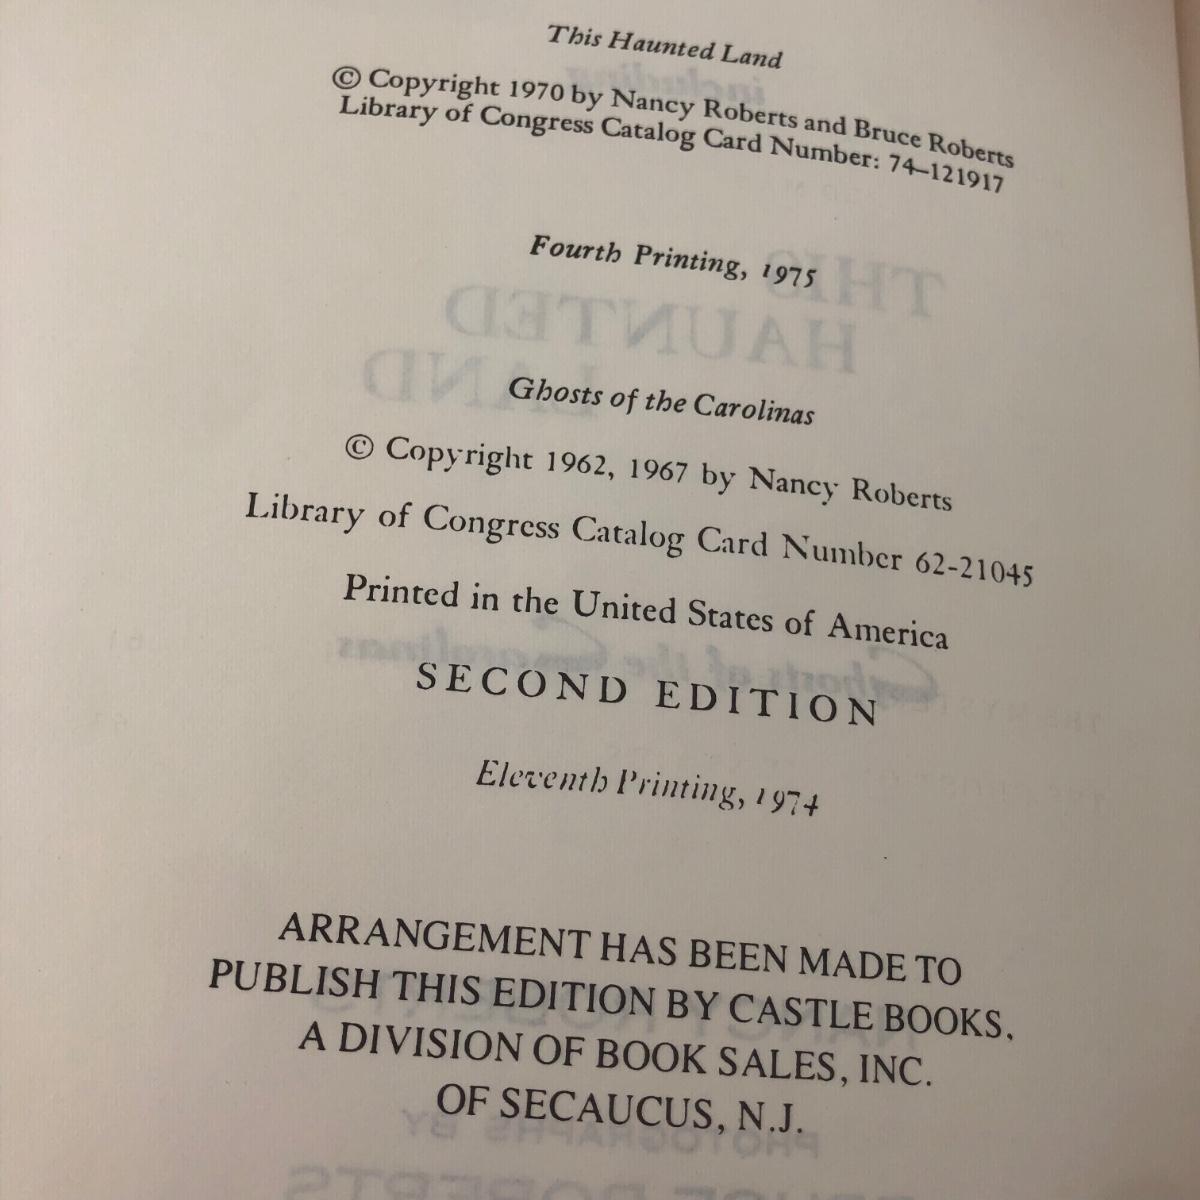 This Haunted Land
© Copyright 1970 by Nancy Roberts and Bruce Roberts
Library of Congress Catalog Card Number: 74–121917
Fourth Printing, 1975
Ghosts of the Carolinas
© Copyright 1962, 1967 by Nancy Roberts
Library of Congress Catalog Card Number 62-21045
Printed in the United States of America
SECOND EDITION
Eleventh Printing, 1974
ARRANGEMENT HAS BEEN MADE TO
PUBLISH THIS EDITION BY CASTLE BOOKS,
A DIVISION OF BOOK SALES, INC.
OF SECAUCUS, N.J.